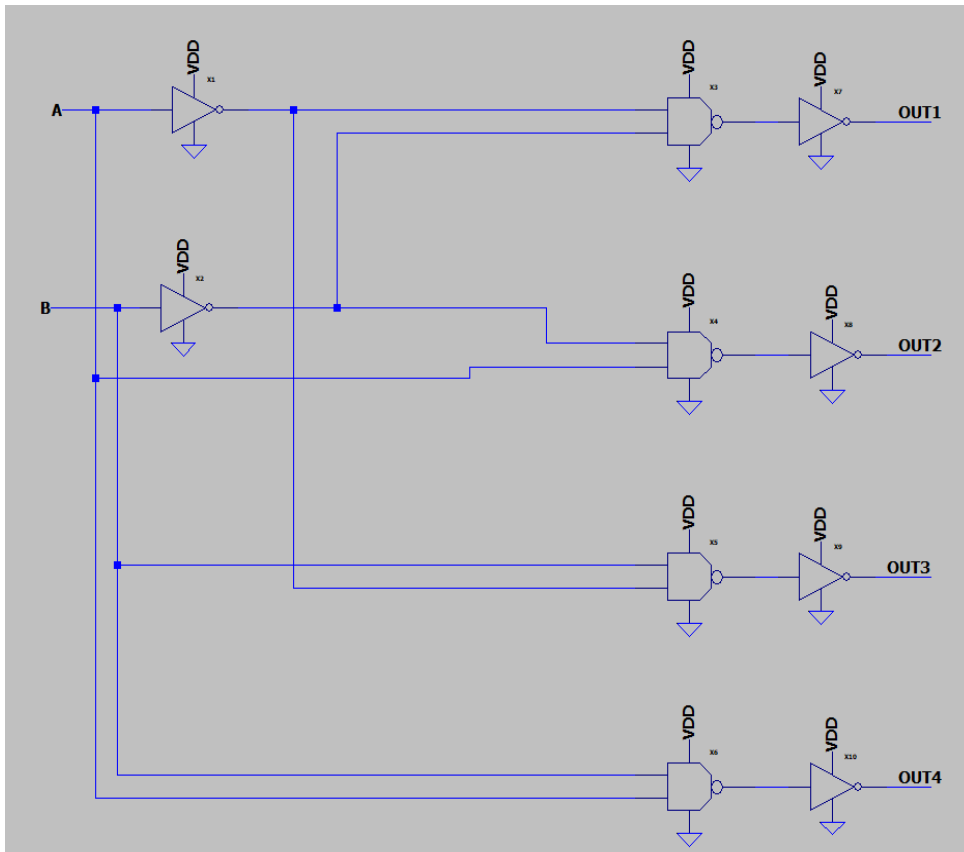 VDD
X1
A
VDD
X3
VDD
X7
OUT1
VDD
X2
B
VDD
X4
VDD
X8
OUT2
VDD
X5
VDD
X9
OUT3
VDD
X6
VDD
X10
OUT4